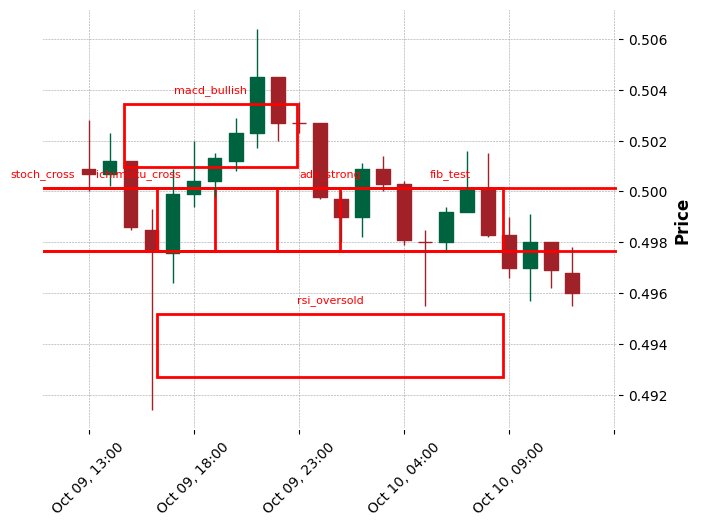 0.506
0.504
macd_bullish
0.502
stoch_cross
fib_test
0.500
Price
0.498
0.496
rsi_oversold
0.494
0.492
Oct 09, 13:00
Oct 09, 18:00
Oct 09, 23:00
Oct 10, 04:00
Oct 10, 09:00